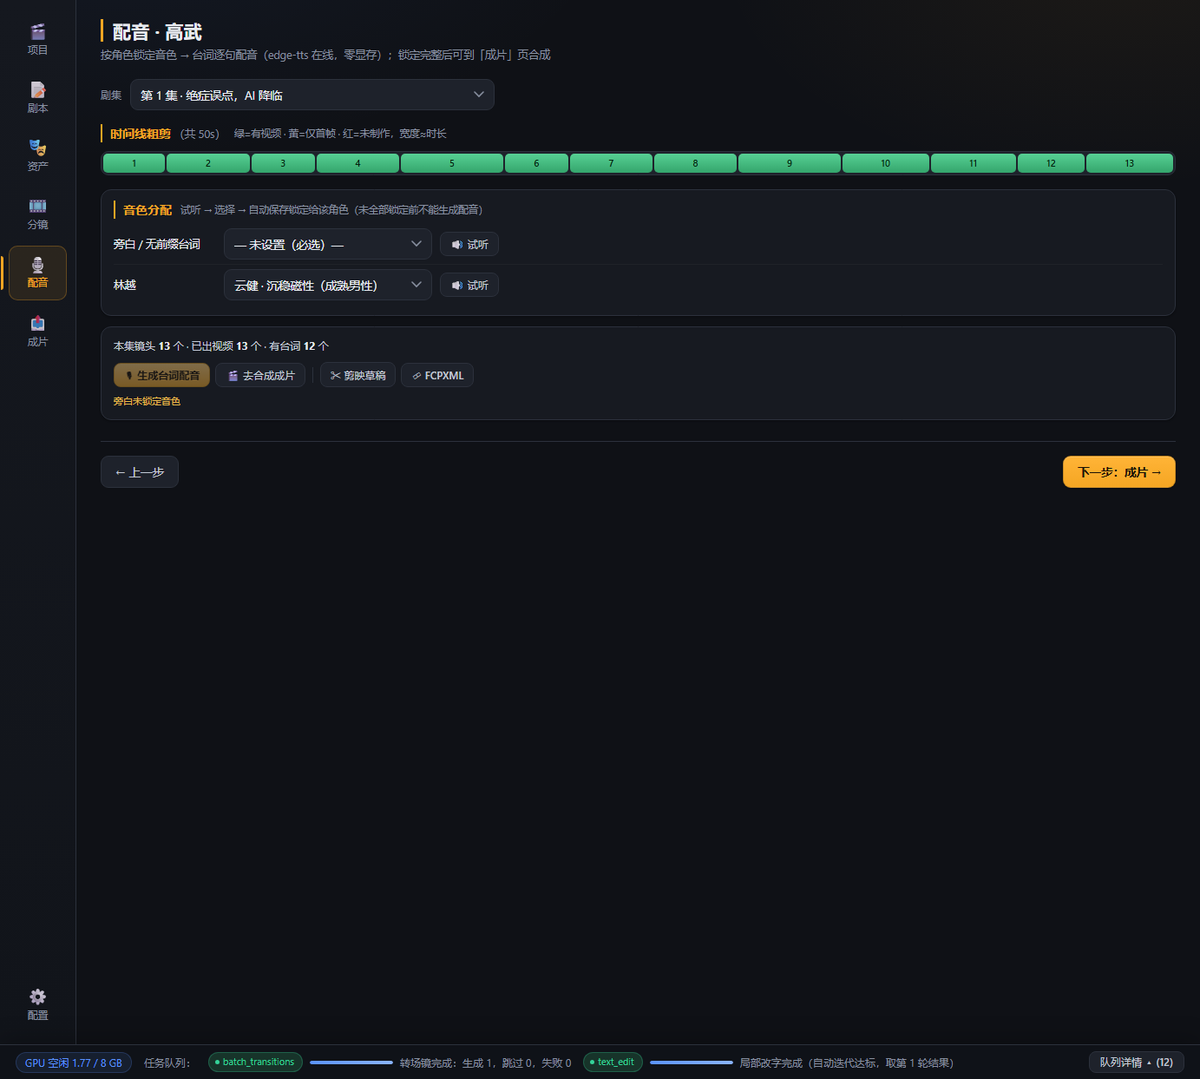 项目
剧本
资产
分镜
配音
成片
配置
配音 · 高武
按角色锁定音色 → 台词逐句配音（edge-tts 在线，零显存）；锁定完整后可到「成片」页合成
剧集 第 1 集 · 绝症误点，AI 降临
时间线粗剪 （共 50s） 绿=有视频 · 黄=仅首帧 · 红=未制作，宽度≈时长
1 2 3 4 5 6 7 8 9 10 11 12 13
音色分配 试听 → 选择 → 自动保存锁定给该角色（未全部锁定前不能生成配音）
旁白 / 无前缀台词 — 未设置（必选）— 试听
林越 云健 · 沉稳磁性（成熟男性） 试听
本集镜头 13 个 · 已出视频 13 个 · 有台词 12 个
生成台词配音 去合成成片 剪映草稿 FCPXML
旁白未锁定音色
← 上一步 下一步：成片 →
GPU 空闲 1.77 / 8 GB 任务队列： batch_transitions 转场镜完成：生成 1，跳过 0，失败 0 text_edit 局部改字完成（自动迭代达标，取第 1 轮结果） 队列详情 ▴ (12)